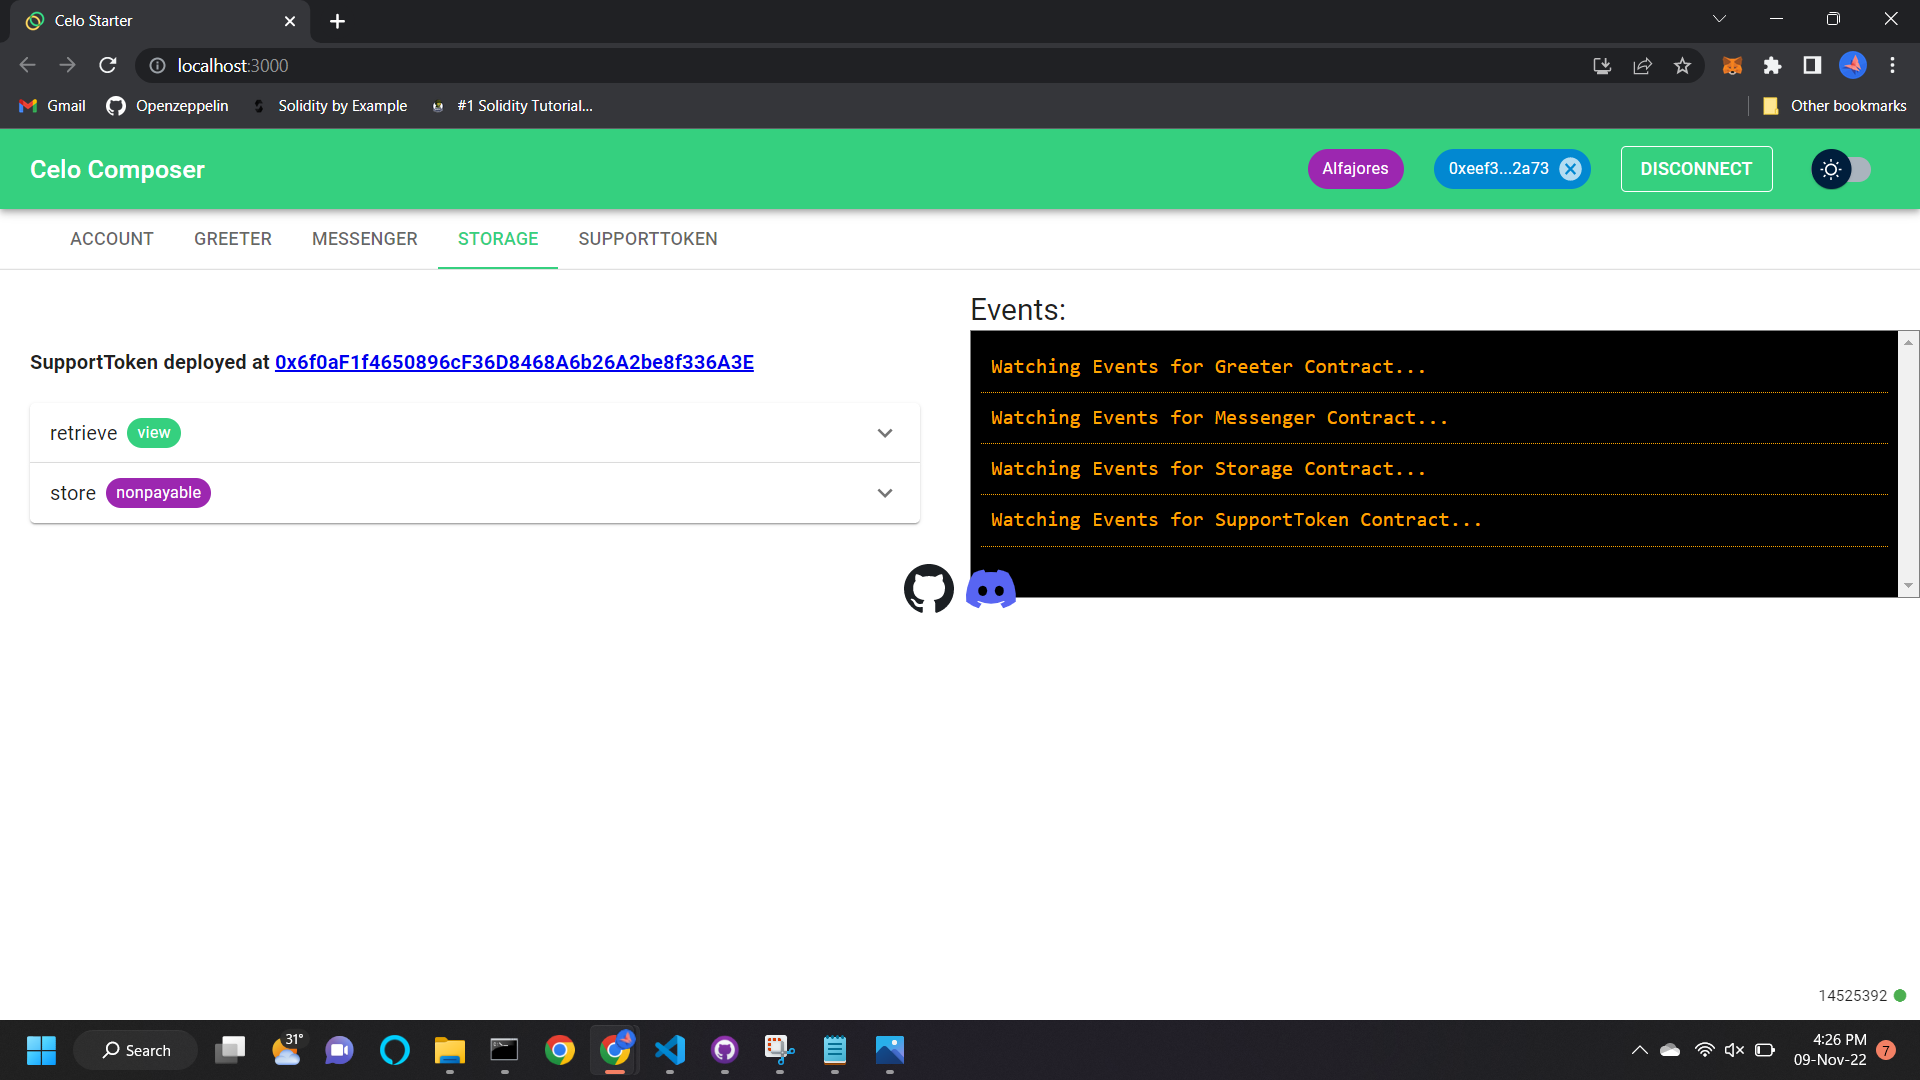 Celo Starter
localhost:3000
Gmail
Openzeppelin
Solidity by Example
#1 Solidity Tutorial...
Other bookmarks
Celo Composer
Alfajores
0xeef3...2a73
DISCONNECT
ACCOUNT
GREETER
MESSENGER
STORAGE
SUPPORTTOKEN
Events:
SupportToken deployed at 0x6f0aF1f4650896cF36D8468A6b26A2be8f336A3E
retrieve view
store nonpayable
Watching Events for Greeter Contract...
Watching Events for Messenger Contract...
Watching Events for Storage Contract...
Watching Events for SupportToken Contract...
14525392
Search
31°
4:26 PM
09-Nov-22
7